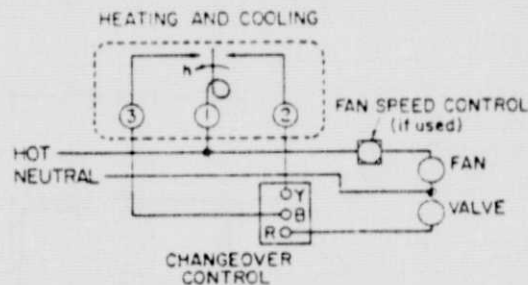 HEATING AND COOLING
h
3 1 2
FAN SPEED CONTROL
(if used)
HOT
FAN
NEUTRAL
Y
VALVE
B
R
CHANGEOVER
CONTROL